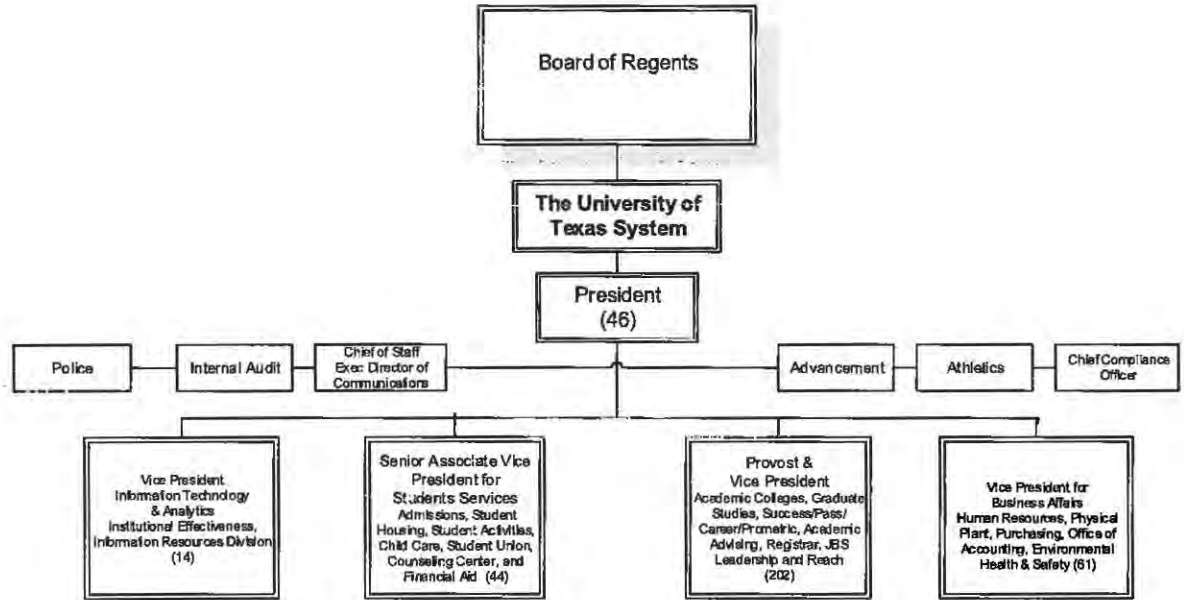 Board of Regents
The University of
Texas System
President
(46)
Police
Internal Audit
Chief of Staff
Exec Director of
Communications
Advancement
Athletics
Chief Compliance
Officer
Vice President
Information Technology
& Analytics
Institutional Effectiveness,
Information Resources Division
(14)
Senior Associate Vice
President for
Students Services
Admissions, Student
Housing, Student Activities,
Child Care, Student Union,
Counseling Center, and
Financial Aid (44)
Provost &
Vice President
Academic Colleges, Graduate
Studies, Success/Pass/
Career/Prometric, Academic
Advising, Registrar, JBS
Leadership and Reach
(202)
Vice President for
Business Affairs
Human Resources, Physical
Plant, Purchasing, Office of
Accounting, Environmental
Health & Safety (61)